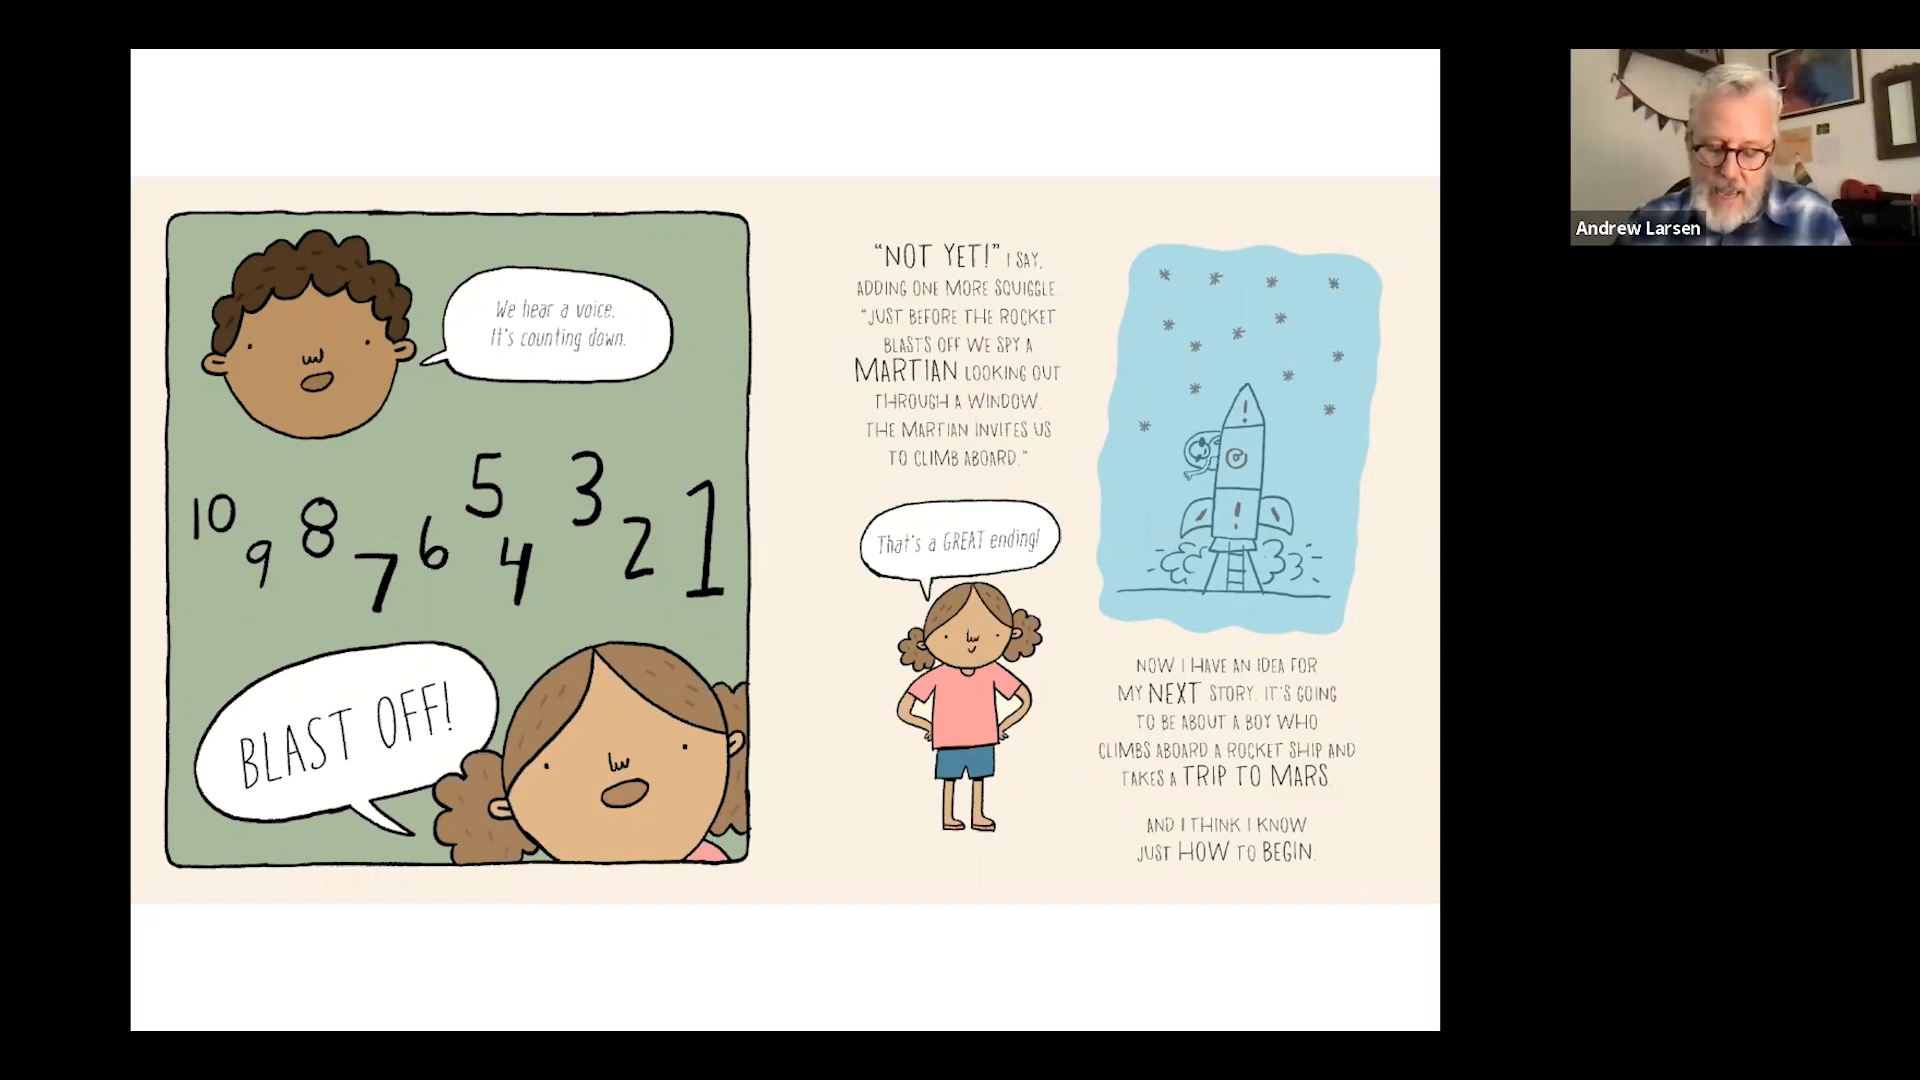 We hear a voice.
It's counting down.
10 9 8 7 6 5 4 3 2 1
BLAST OFF!
"NOT YET!" I SAY,
ADDING ONE MORE SQUIGGLE.
"JUST BEFORE THE ROCKET
BLASTS OFF WE SPY A
MARTIAN LOOKING OUT
THROUGH A WINDOW.
THE MARTIAN INVITES US
TO CLIMB ABOARD."
That's a GREAT ending!
NOW I HAVE AN IDEA FOR
MY NEXT STORY. IT'S GOING
TO BE ABOUT A BOY WHO
CLIMBS ABOARD A ROCKET SHIP AND
TAKES A TRIP TO MARS.
AND I THINK I KNOW
JUST HOW TO BEGIN.
Andrew Larsen